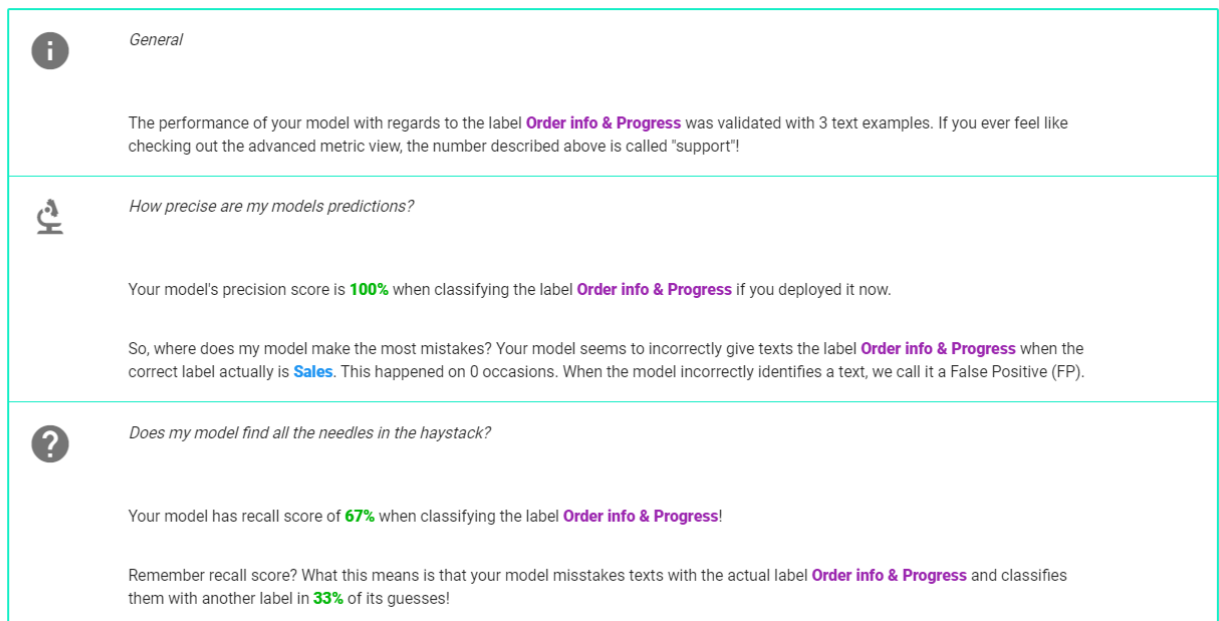 General
The performance of your model with regards to the label Order info & Progress was validated with 3 text examples. If you ever feel like
checking out the advanced metric view, the number described above is called "support"!
How precise are my models predictions?
Your model's precision score is 100% when classifying the label Order info & Progress if you deployed it now.
So, where does my model make the most mistakes? Your model seems to incorrectly give texts the label Order info & Progress when the
correct label actually is Sales. This happened on 0 occasions. When the model incorrectly identifies a text, we call it a False Positive (FP).
Does my model find all the needles in the haystack?
Your model has recall score of 67% when classifying the label Order info & Progress!
Remember recall score? What this means is that your model misstakes texts with the actual label Order info & Progress and classifies
them with another label in 33% of its guesses!